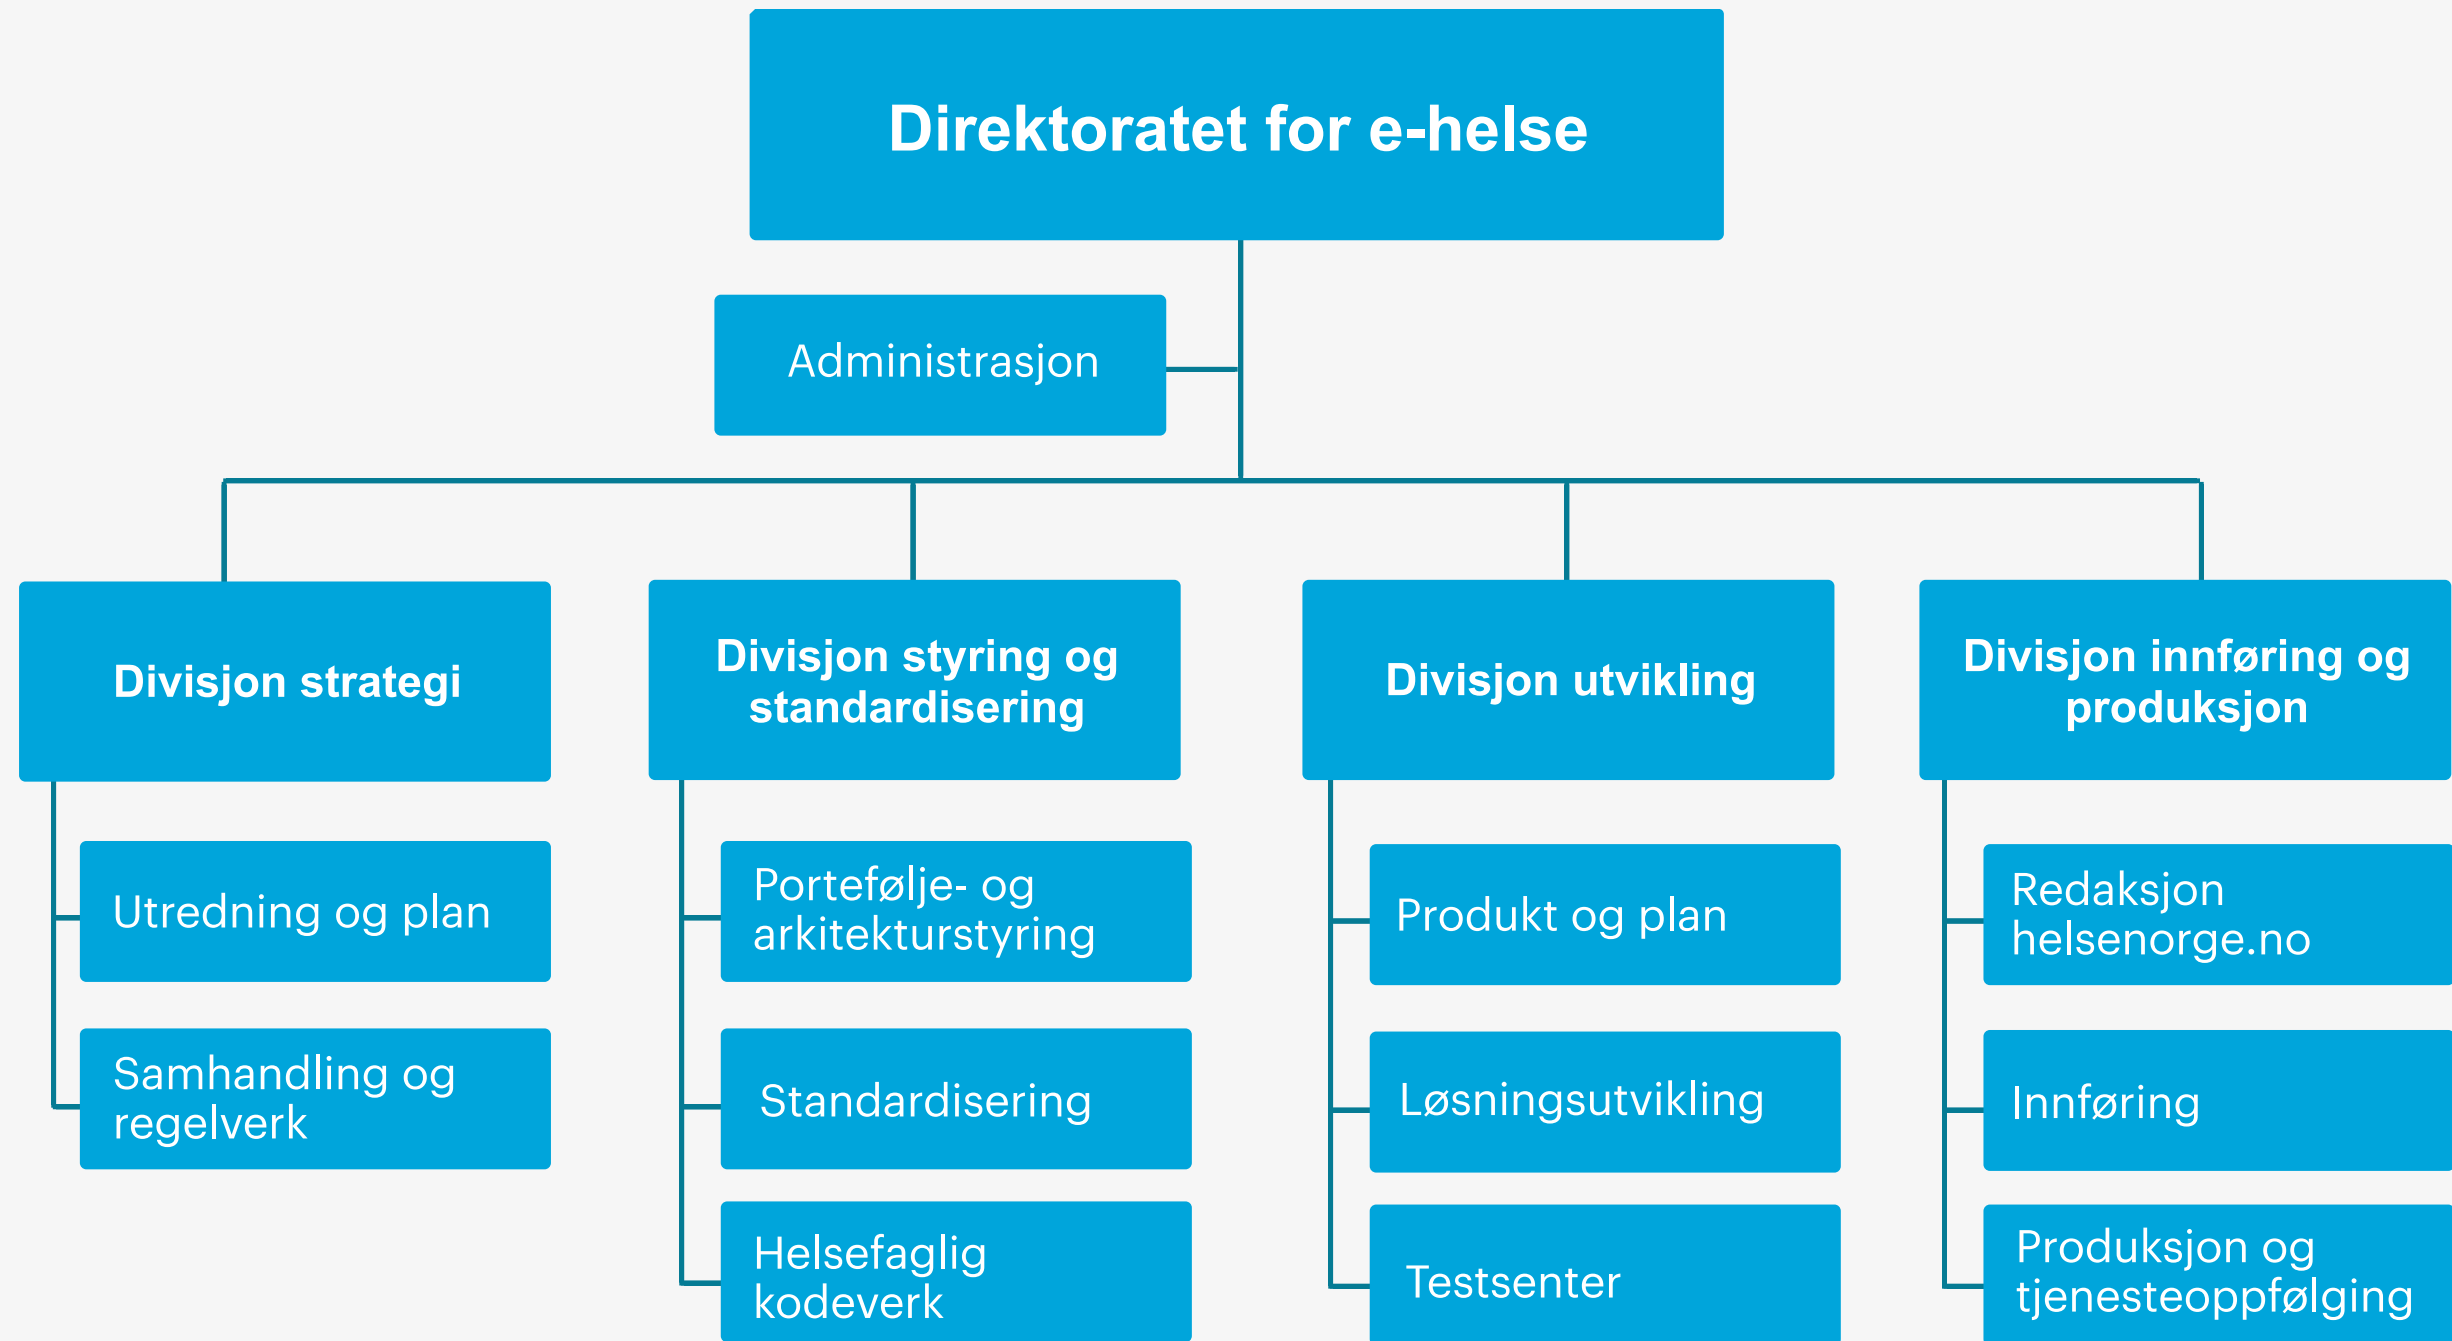 Direktoratet for e-helse
Administrasjon
Divisjon strategi
Utredning og plan
Samhandling og
regelverk
Divisjon styring og
standardisering
Portefølje- og
arkitekturstyring
Standardisering
Helsefaglig
kodeverk
Divisjon utvikling
Produkt og plan
Løsningsutvikling
Testsenter
Divisjon innføring og
produksjon
Redaksjon
helsenorge.no
Innføring
Produksjon og
tjenesteoppfølging